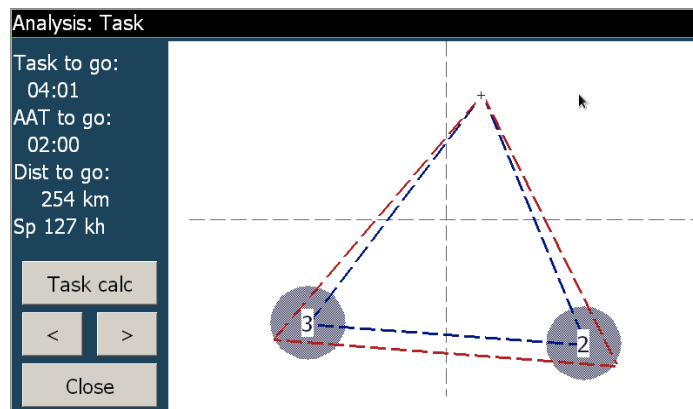 Analysis: Task
Task to go:
04:01
AAT to go:
02:00
Dist to go:
254 km
Sp 127 kh
Task calc
< >
Close
3
2